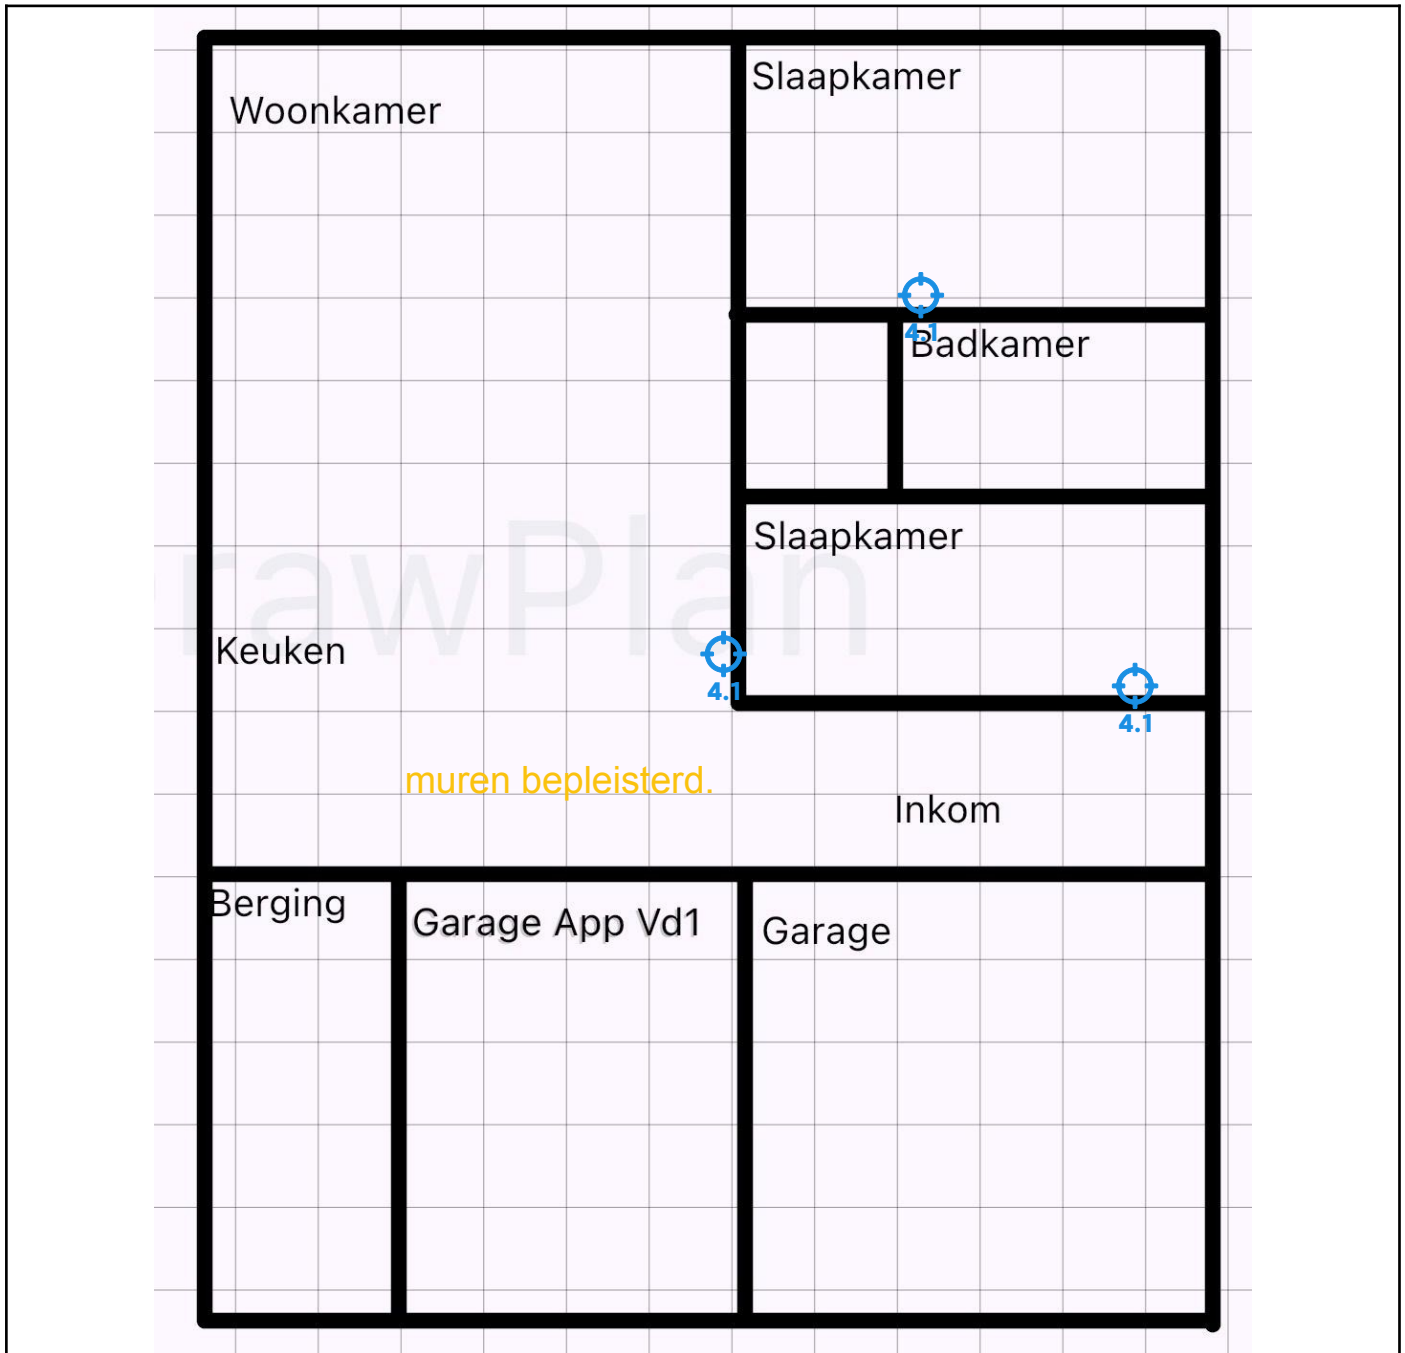 Slaapkamer
Woonkamer
4.1
Badkamer
Slaapkamer
rawPlan
Keuken
4.1
4.1
muren bepleisterd.
Inkom
Berging
Garage App Vd1
Garage